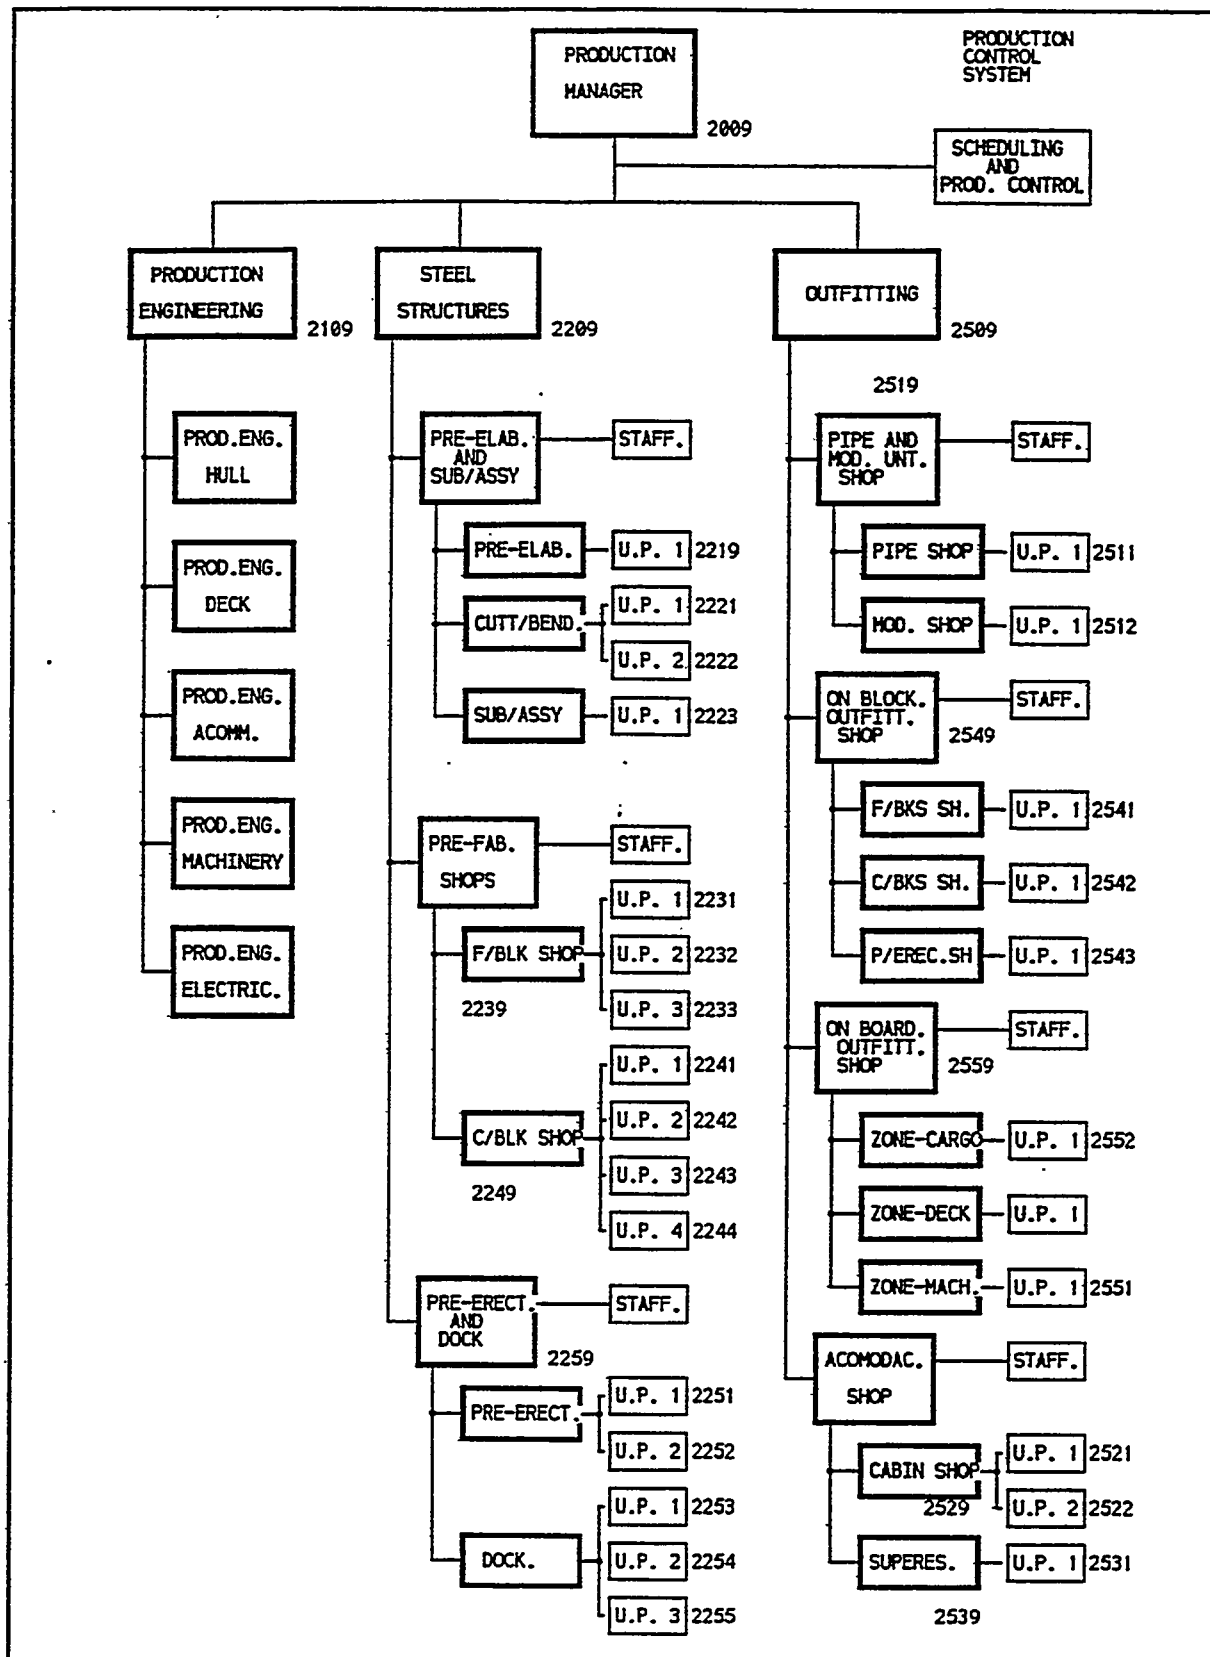 PRODUCTION
CONTROL
SYSTEM
PRODUCTION
MANAGER
2009
SCHEDULING
AND
PROD. CONTROL
PRODUCTION
ENGINEERING
2109
PROD.ENG.
HULL
PROD.ENG.
DECK
PROD.ENG.
ACOMM.
PROD.ENG.
MACHINERY
PROD.ENG.
ELECTRIC.
STEEL
STRUCTURES
2209
PRE-ELAB.
AND
SUB/ASSY
STAFF.
PRE-ELAB.
U.P. 1 2219
CUTT/BEND.
U.P. 1 2221
U.P. 2 2222
SUB/ASSY
U.P. 1 2223
PRE-FAB.
SHOPS
STAFF.
F/BLK SHOP
2239
U.P. 1 2231
U.P. 2 2232
U.P. 3 2233
C/BLK SHOP
2249
U.P. 1 2241
U.P. 2 2242
U.P. 3 2243
U.P. 4 2244
PRE-ERECT.
AND
DOCK
2259
STAFF.
PRE-ERECT.
U.P. 1 2251
U.P. 2 2252
DOCK.
U.P. 1 2253
U.P. 2 2254
U.P. 3 2255
OUTFITTING
2509
2519
PIPE AND
MOD. UNT.
SHOP
STAFF.
PIPE SHOP
U.P. 1 2511
MOD. SHOP
U.P. 1 2512
ON BLOCK.
OUTFITT.
SHOP
2549
STAFF.
F/BKS SH.
U.P. 1 2541
C/BKS SH.
U.P. 1 2542
P/EREC.SH
U.P. 1 2543
ON BOARD.
OUTFITT.
SHOP
2559
STAFF.
ZONE-CARGO
U.P. 1 2552
ZONE-DECK
U.P. 1
ZONE-MACH.
U.P. 1 2551
ACOMODAC.
SHOP
STAFF.
CABIN SHOP
2529
U.P. 1 2521
U.P. 2 2522
SUPERES.
2539
U.P. 1 2531